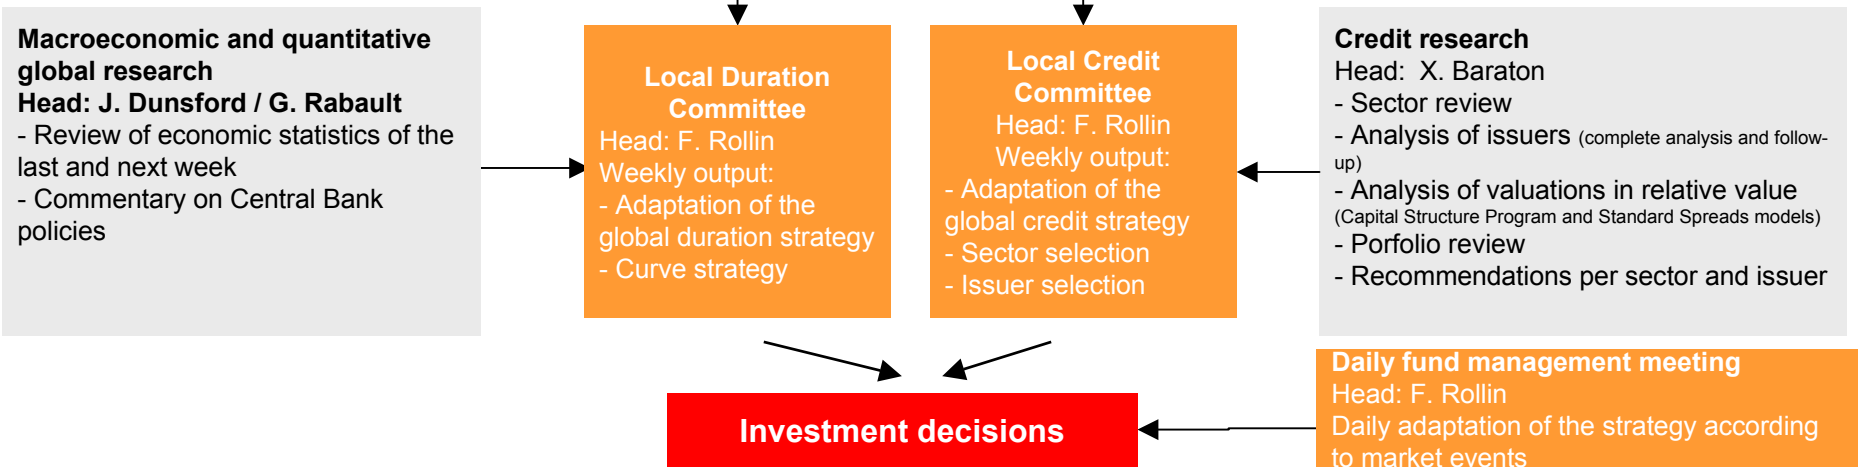 Macroeconomic and quantitative
global research
Head: J. Dunsford / G. Rabault
- Review of economic statistics of the
last and next week
- Commentary on Central Bank
policies
Local Duration
Committee
Head: F. Rollin
Weekly output:
- Adaptation of the
global duration strategy
- Curve strategy
Local Credit
Committee
Head: F. Rollin
Weekly output:
- Adaptation of the
global credit strategy
- Sector selection
- Issuer selection
Credit research
Head:  X. Baraton
- Sector review
- Analysis of issuers (complete analysis and follow-
up)
- Analysis of valuations in relative value
(Capital Structure Program and Standard Spreads models)
- Porfolio review
- Recommendations per sector and issuer
Daily fund management meeting
Head: F. Rollin
Daily adaptation of the strategy according
to market events
Investment decisions